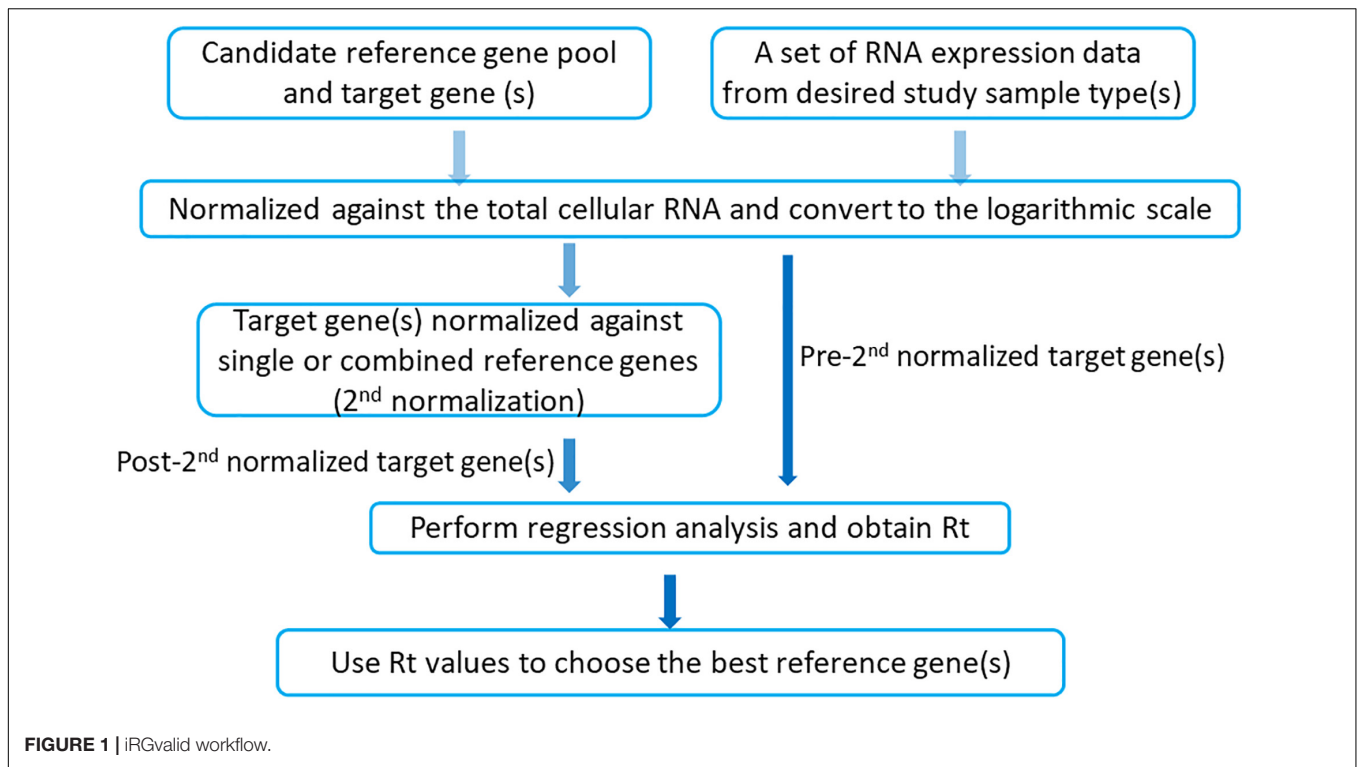 Candidate reference gene pool
and target gene (s)
A set of RNA expression data
from desired study sample type(s)
Normalized against the total cellular RNA and convert to the logarithmic scale
Target gene(s) normalized against
single or combined reference genes
(2nd normalization)
Pre-2nd normalized target gene(s)
Post-2nd normalized target gene(s)
Perform regression analysis and obtain Rt
Use Rt values to choose the best reference gene(s)
FIGURE 1 | iRGvalid workflow.